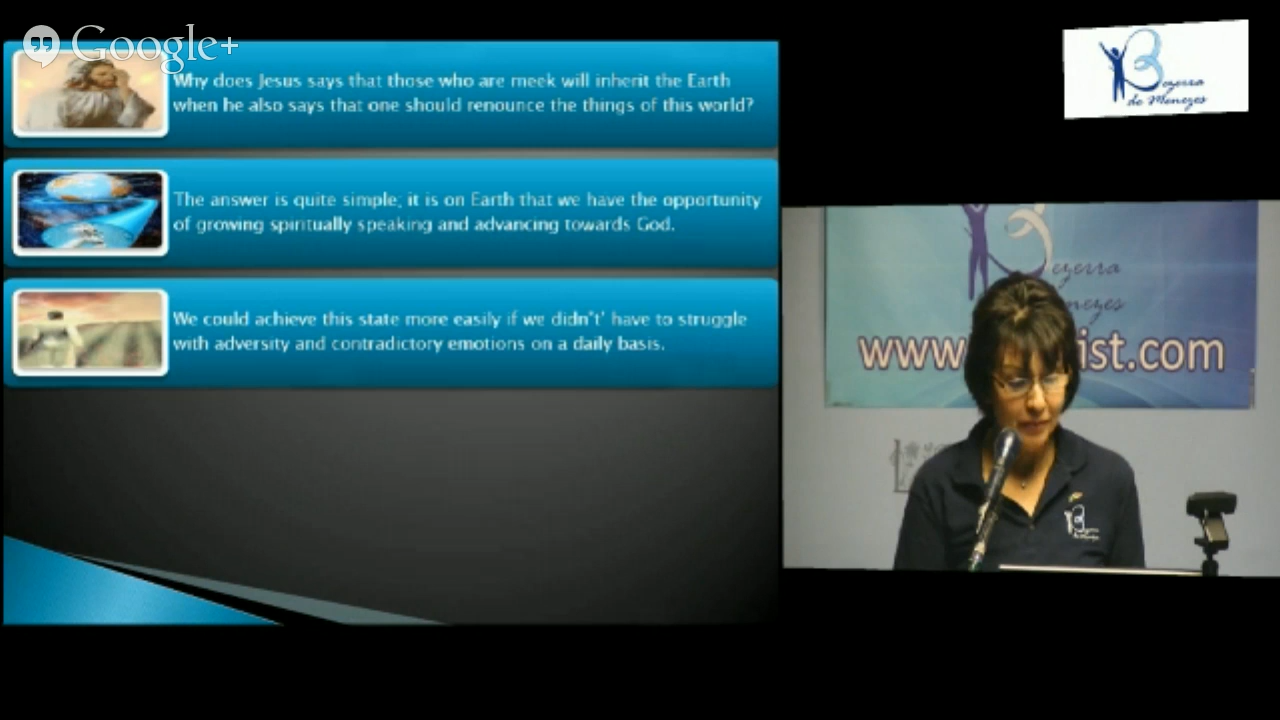 Google+
Why does Jesus says that those who are meek will inherit the Earth
when he also says that one should renounce the things of this world?
The answer is quite simple; it is on Earth that we have the opportunity
of growing spiritually speaking and advancing towards God.
We could achieve this state more easily if we didn't' have to struggle
with adversity and contradictory emotions on a daily basis.
Bezerra
de Menezes
Bezerra
Menezes
www. ist.com